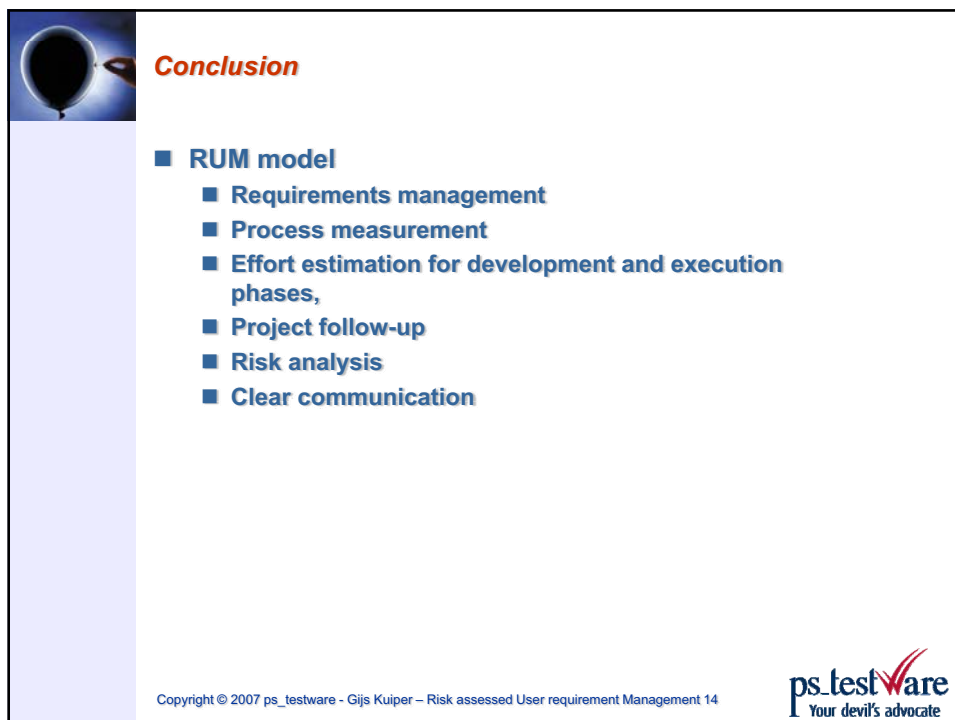 Conclusion
RUM model
Requirements management
Process measurement
Effort estimation for development and execution
phases,
Project follow-up
Risk analysis
Clear communication
Copyright © 2007 ps_testware - Gijs Kuiper – Risk assessed User requirement Management 14
ps_testware
Your devil's advocate